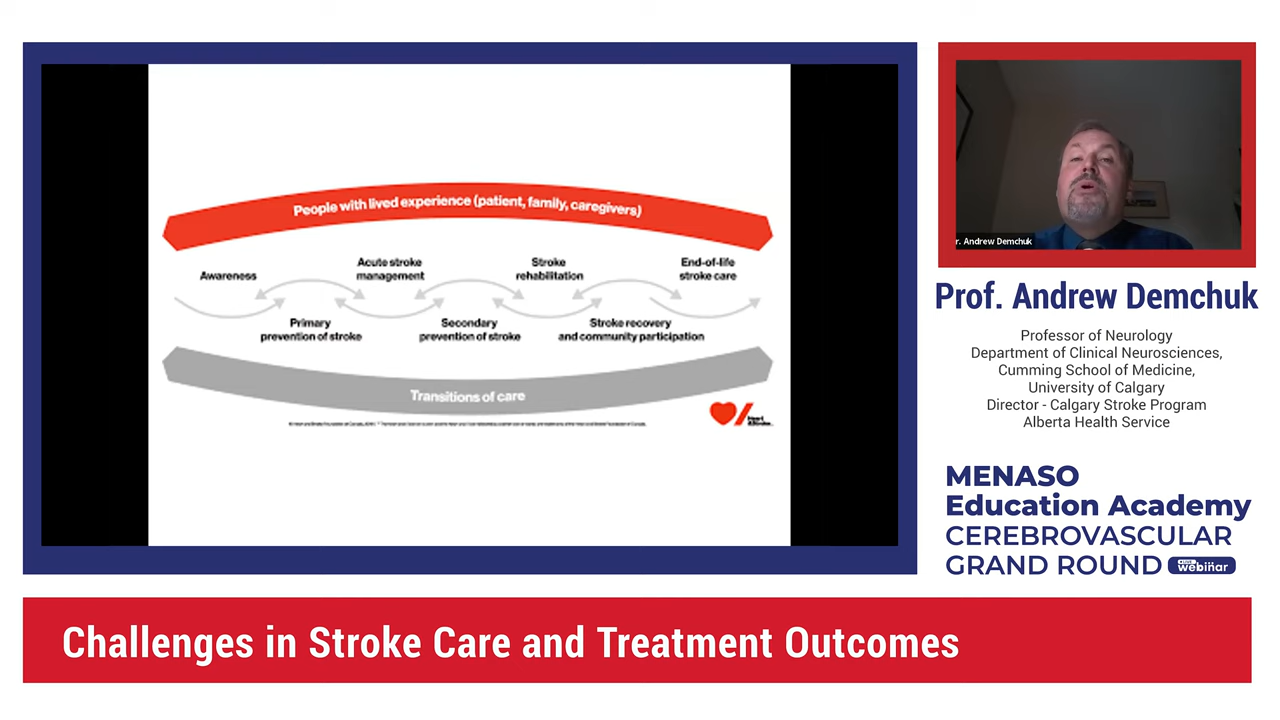 People with lived experience (patient, family, caregivers)
Awareness
Acute stroke
management
Stroke
rehabilitation
End-of-life
stroke care
Primary
prevention of stroke
Secondary
prevention of stroke
Stroke recovery
and community participation
Transitions of care
Heart
&Stroke
r. Andrew Demchuk
Prof. Andrew Demchuk
Professor of Neurology
Department of Clinical Neurosciences,
Cumming School of Medicine,
University of Calgary
Director - Calgary Stroke Program
Alberta Health Service
MENASO
Education Academy
CEREBROVASCULAR
GRAND ROUND
webinar
Challenges in Stroke Care and Treatment Outcomes